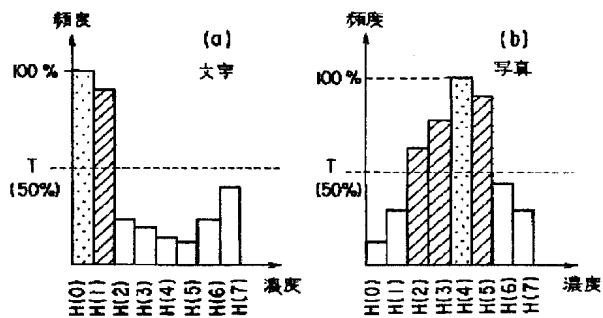 頻度
(a)
文字
100%
T
(50%)
H(0)
H(1)
H(2)
H(3)
H(4)
H(5)
H(6)
H(7)
濃度
頻度
(b)
写真
100%
T
(50%)
H(0)
H(1)
H(2)
H(3)
H(4)
H(5)
H(6)
H(7)
濃度